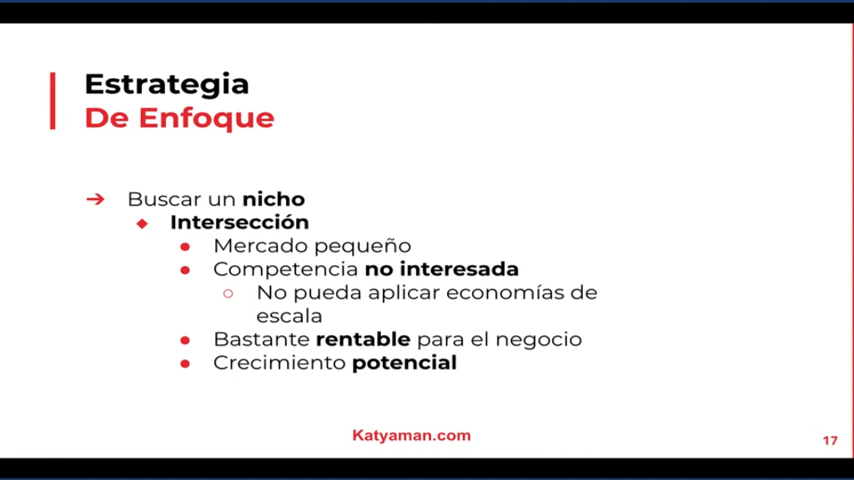 Estrategia
De Enfoque
➔ Buscar un nicho
◆ Intersección
● Mercado pequeño
● Competencia no interesada
○ No pueda aplicar economías de
escala
● Bastante rentable para el negocio
● Crecimiento potencial
Katyaman.com
17